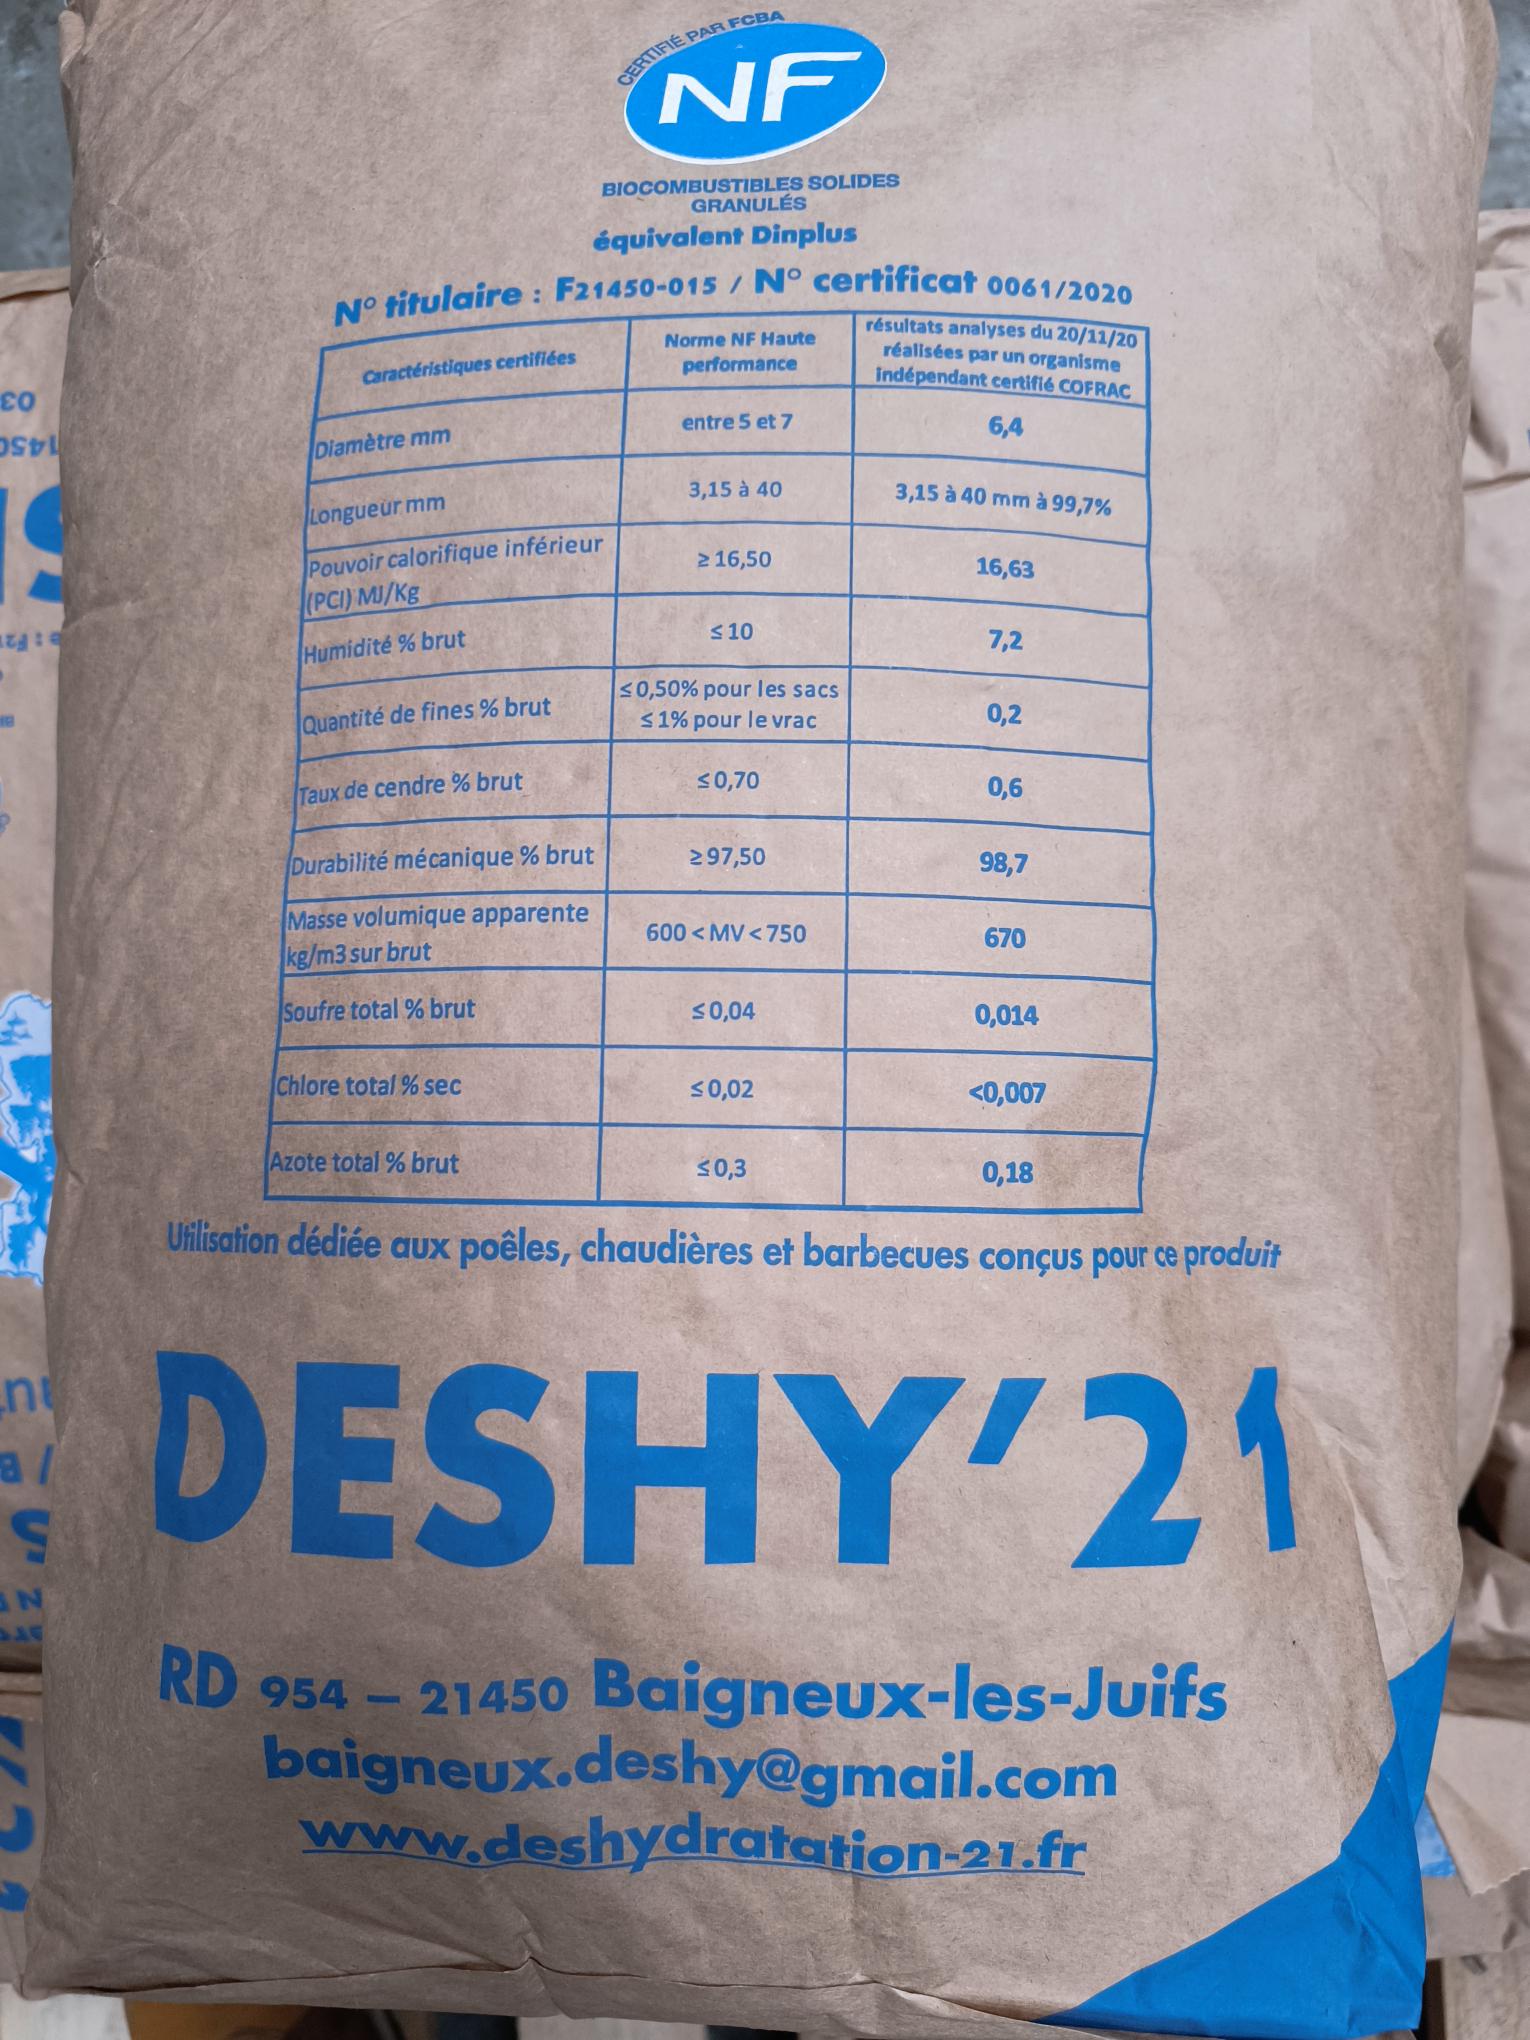 CERTIFIÉ PAR FCBA
NF
BIOCOMBUSTIBLES SOLIDES
GRANULÉS
équivalent Dinplus
N° titulaire : F21450-015 / N° certificat 0061/2020
Caractéristiques certifiées
Norme NF Haute
performance
résultats analyses du 20/11/20
réalisées par un organisme
indépendant certifié COFRAC
Diamètre mm
entre 5 et 7
6,4
Longueur mm
3,15 à 40
3,15 à 40 mm à 99,7%
Pouvoir calorifique inférieur
(PCI) MJ/Kg
≥ 16,50
16,63
Humidité % brut
≤ 10
7,2
Quantité de fines % brut
≤ 0,50% pour les sacs
≤ 1% pour le vrac
0,2
Taux de cendre % brut
≤ 0,70
0,6
Durabilité mécanique % brut
≥ 97,50
98,7
Masse volumique apparente
kg/m3 sur brut
600 < MV < 750
670
Soufre total % brut
≤ 0,04
0,014
Chlore total % sec
≤ 0,02
<0,007
Azote total % brut
≤ 0,3
0,18
Utilisation dédiée aux poêles, chaudières et barbecues conçus pour ce produit
DESHY'21
RD 954 – 21450 Baigneux-les-Juifs
baigneux.deshy@gmail.com
www.deshydratation-21.fr